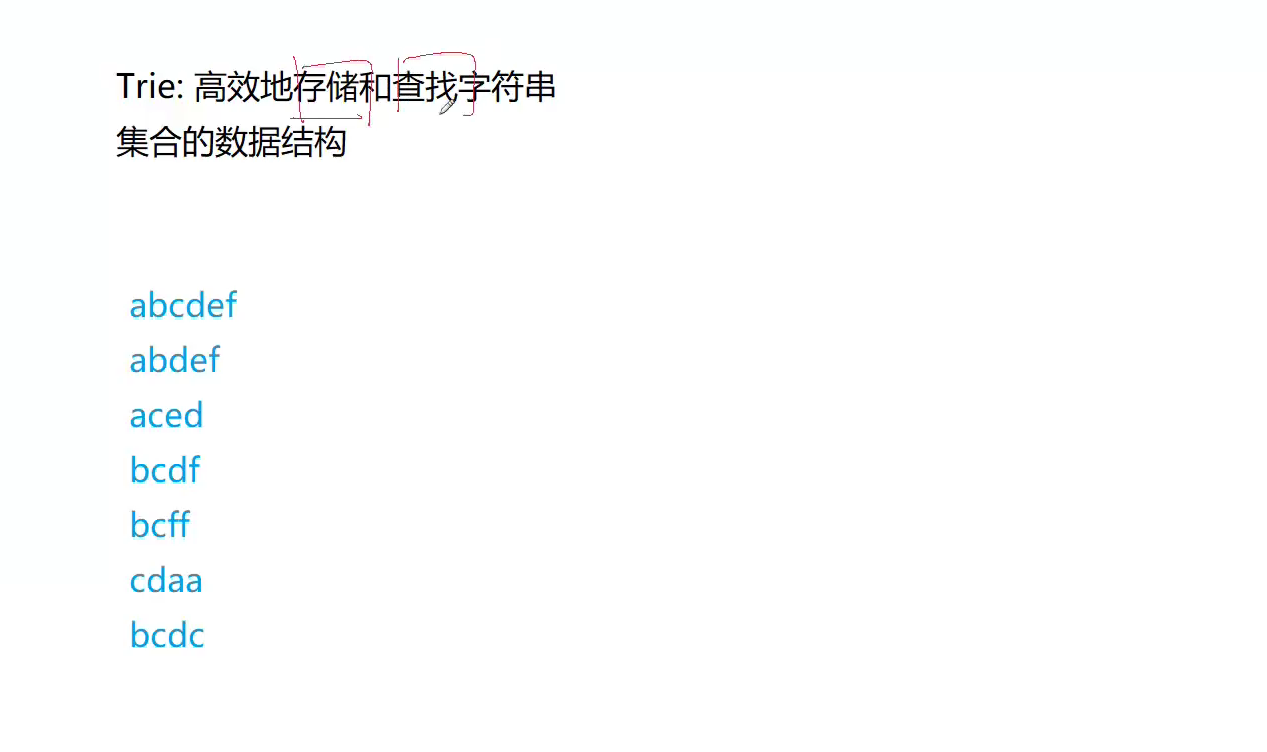 Trie: 高效地存储和查找字符串
集合的数据结构
abcdef
abdef
aced
bcdf
bcff
cdaa
bcdc